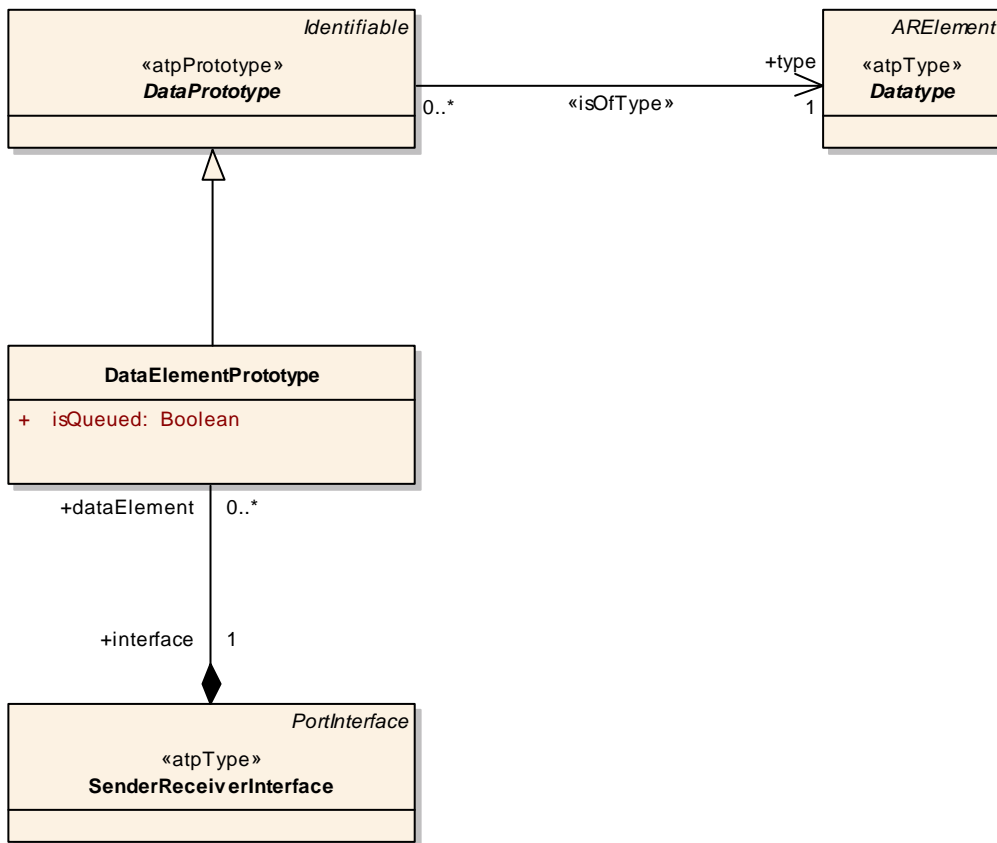 Identifiable
«atpPrototype»
DataPrototype
ARElement
«atpType»
Datatype
+type
0..*
«isOfType»
1
DataElementPrototype
+ isQueued: Boolean
+dataElement 0..*
+interface 1
PortInterface
«atpType»
SenderReceiverInterface